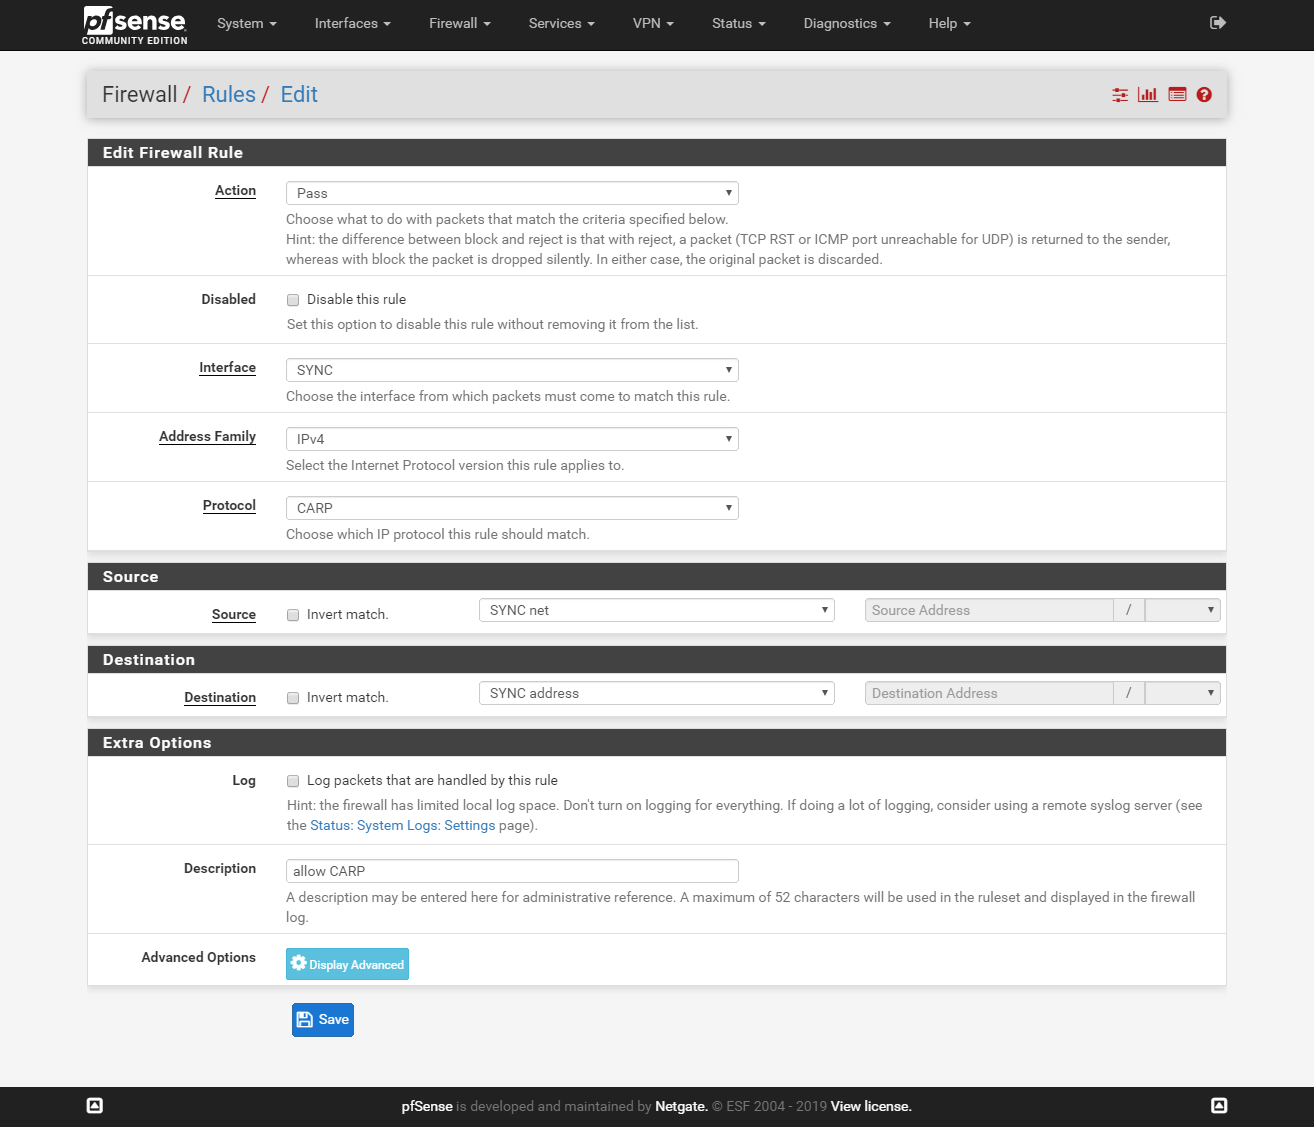 pfsense
COMMUNITY EDITION
System Interfaces Firewall Services VPN Status Diagnostics Help
Firewall / Rules / Edit
Edit Firewall Rule
Action Pass
Choose what to do with packets that match the criteria specified below.
Hint: the difference between block and reject is that with reject, a packet (TCP RST or ICMP port unreachable for UDP) is returned to the sender,
whereas with block the packet is dropped silently. In either case, the original packet is discarded.
Disabled Disable this rule
Set this option to disable this rule without removing it from the list.
Interface SYNC
Choose the interface from which packets must come to match this rule.
Address Family IPv4
Select the Internet Protocol version this rule applies to.
Protocol CARP
Choose which IP protocol this rule should match.
Source
Source Invert match. SYNC net Source Address /
Destination
Destination Invert match. SYNC address Destination Address /
Extra Options
Log Log packets that are handled by this rule
Hint: the firewall has limited local log space. Don't turn on logging for everything. If doing a lot of logging, consider using a remote syslog server (see
the Status: System Logs: Settings page).
Description allow CARP
A description may be entered here for administrative reference. A maximum of 52 characters will be used in the ruleset and displayed in the firewall
log.
Advanced Options Display Advanced
Save
pfSense is developed and maintained by Netgate. © ESF 2004 - 2019 View license.